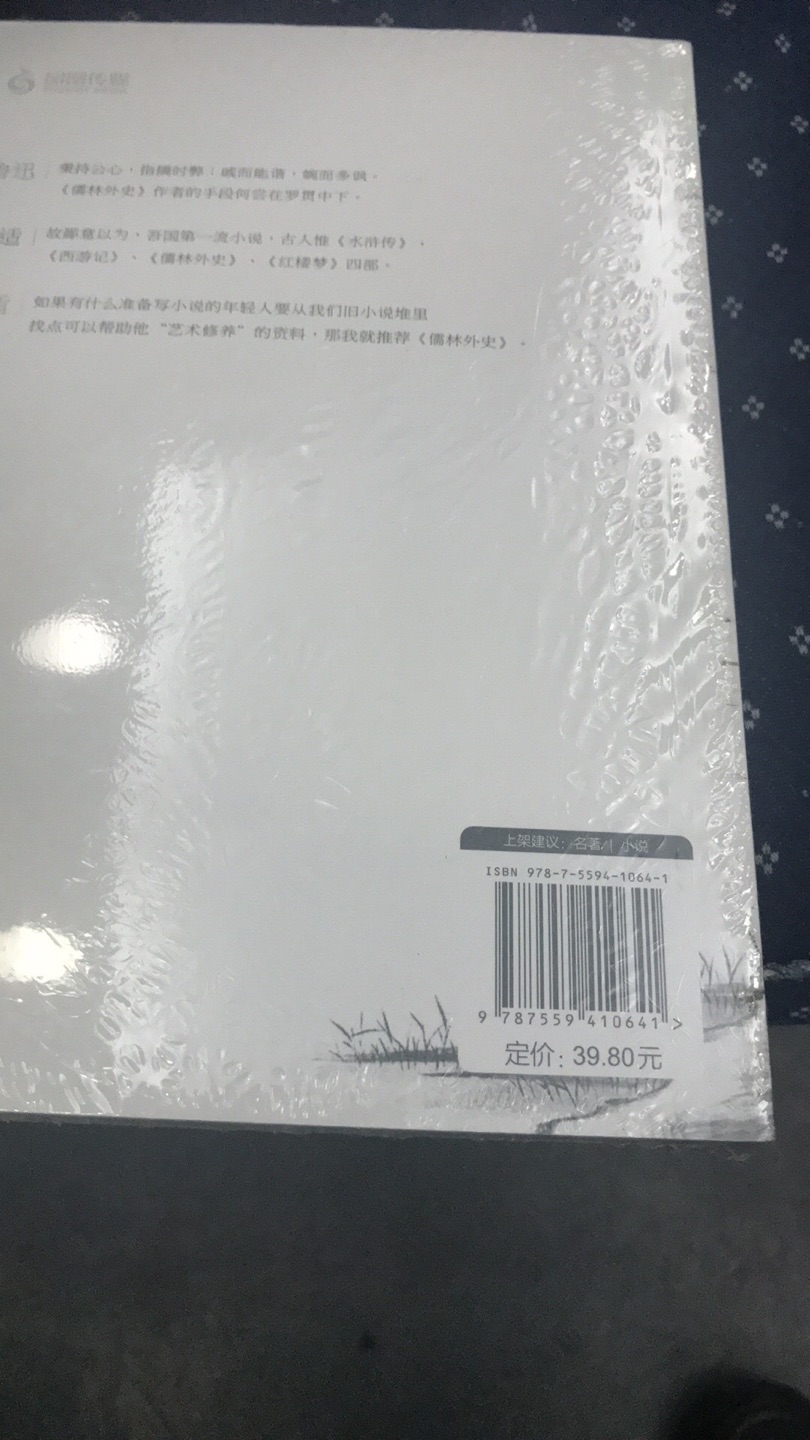 秉持公心，指摘时弊；戚而能谐，婉而多讽。
《儒林外史》作者的手段何尝在罗贯中下。
适｜故鄙意以为，吾国第一流小说，古人惟《水浒传》、
《西游记》、《儒林外史》、《红楼梦》四部。
如果有什么准备写小说的年轻人要从我们旧小说堆里
找点可以帮助他“艺术修养”的资料，那我就推荐《儒林外史》。
上架建议：名著｜小说
ISBN 978-7-5594-1064-1
9 787559 410641 >
定价：39.80元